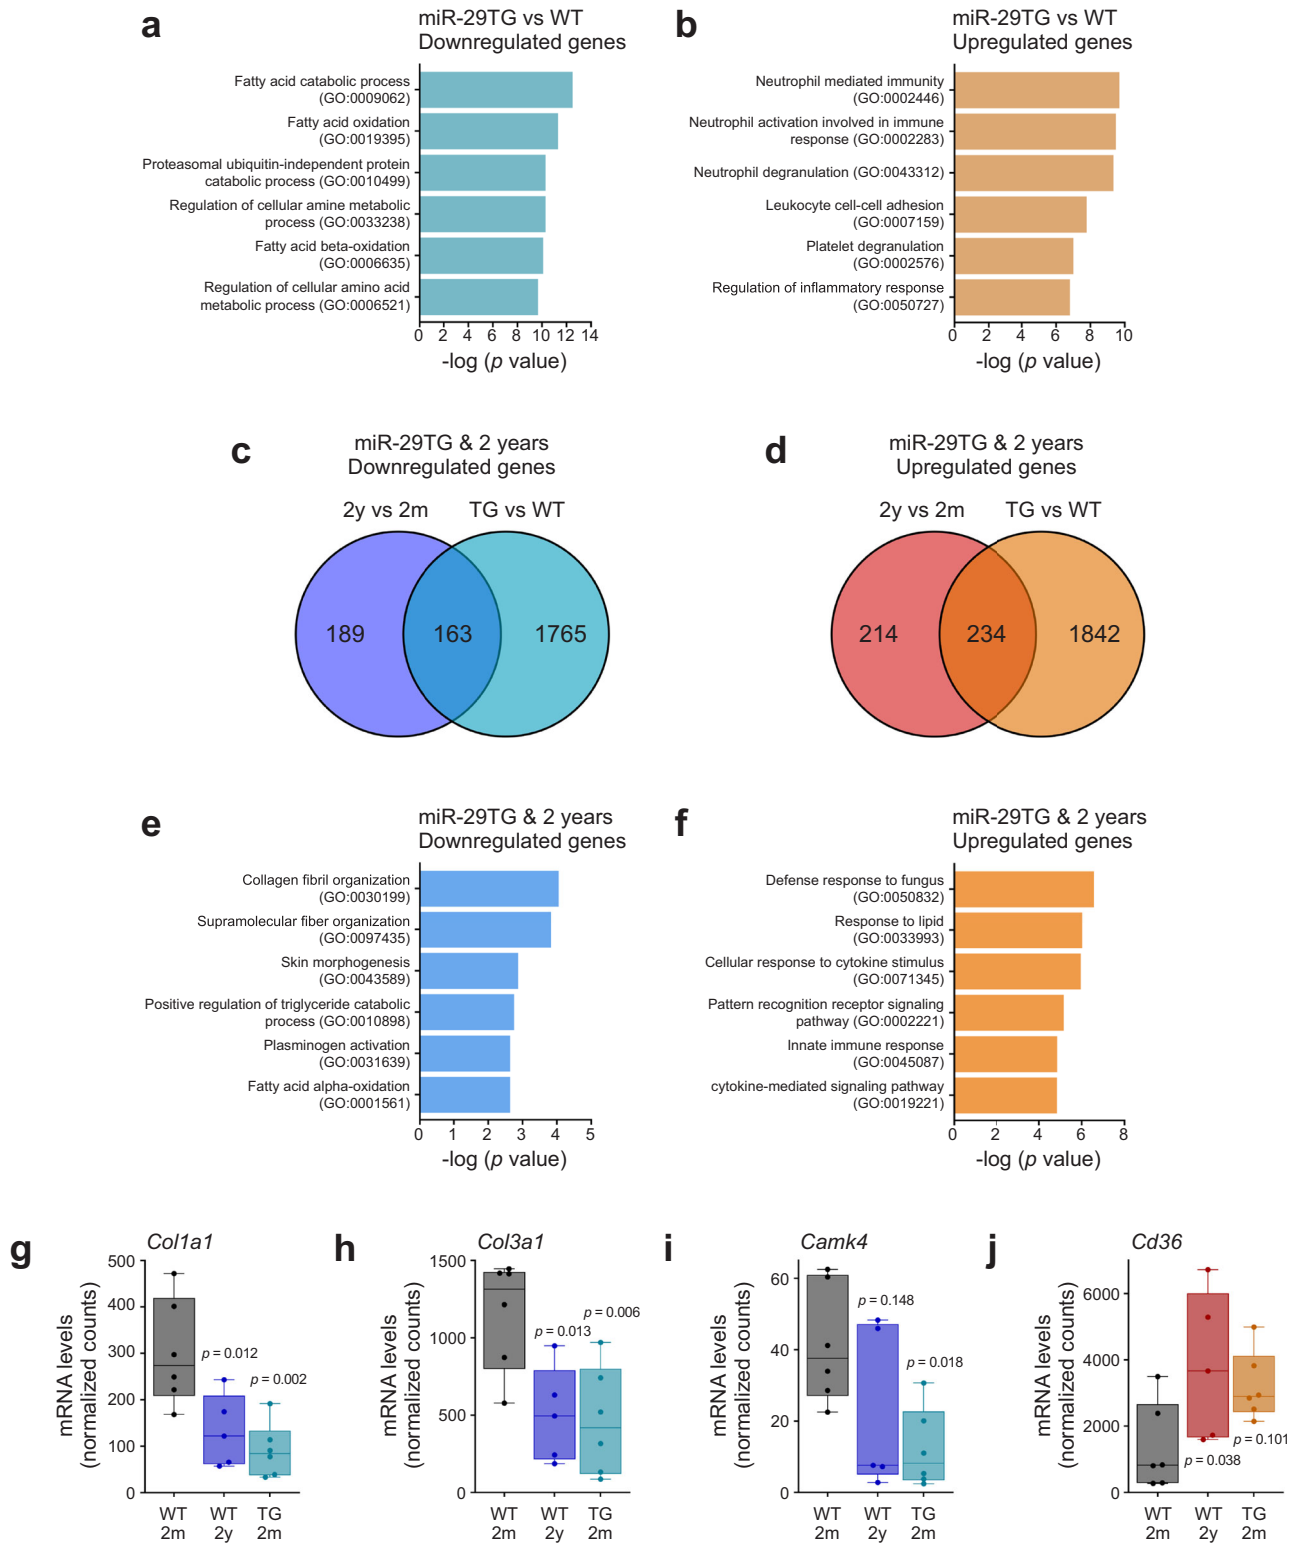 a
miR-29TG vs WT
Downregulated genes
Fatty acid catabolic process
(GO:0009062)
Fatty acid oxidation
(GO:0019395)
Proteasomal ubiquitin-independent protein
catabolic process (GO:0010499)
Regulation of cellular amine metabolic
process (GO:0033238)
Fatty acid beta-oxidation
(GO:0006635)
Regulation of cellular amino acid
metabolic process (GO:0006521)
0 2 4 6 8 10 12 14
-log (p value)
b
miR-29TG vs WT
Upregulated genes
Neutrophil mediated immunity
(GO:0002446)
Neutrophil activation involved in immune
response (GO:0002283)
Neutrophil degranulation (GO:0043312)
Leukocyte cell-cell adhesion
(GO:0007159)
Platelet degranulation
(GO:0002576)
Regulation of inflammatory response
(GO:0050727)
0 2 4 6 8 10
-log (p value)
c
miR-29TG & 2 years
Downregulated genes
2y vs 2m TG vs WT
189 163 1765
d
miR-29TG & 2 years
Upregulated genes
2y vs 2m TG vs WT
214 234 1842
e
miR-29TG & 2 years
Downregulated genes
Collagen fibril organization
(GO:0030199)
Supramolecular fiber organization
(GO:0097435)
Skin morphogenesis
(GO:0043589)
Positive regulation of triglyceride catabolic
process (GO:0010898)
Plasminogen activation
(GO:0031639)
Fatty acid alpha-oxidation
(GO:0001561)
0 1 2 3 4 5
-log (p value)
f
miR-29TG & 2 years
Upregulated genes
Defense response to fungus
(GO:0050832)
Response to lipid
(GO:0033993)
Cellular response to cytokine stimulus
(GO:0071345)
Pattern recognition receptor signaling
pathway (GO:0002221)
Innate immune response
(GO:0045087)
cytokine-mediated signaling pathway
(GO:0019221)
0 2 4 6 8
-log (p value)
g
Col1a1
mRNA levels
(normalized counts)
500
400
300
200
100
0
p = 0.012
p = 0.002
WT WT TG
2m 2y 2m
h
Col3a1
mRNA levels
(normalized counts)
1500
1000
500
0
p = 0.006
p = 0.013
WT WT TG
2m 2y 2m
i
Camk4
mRNA levels
(normalized counts)
60
40
20
0
p = 0.148
p = 0.018
WT WT TG
2m 2y 2m
j
Cd36
mRNA levels
(normalized counts)
6000
4000
2000
0
p = 0.101
p = 0.038
WT WT TG
2m 2y 2m